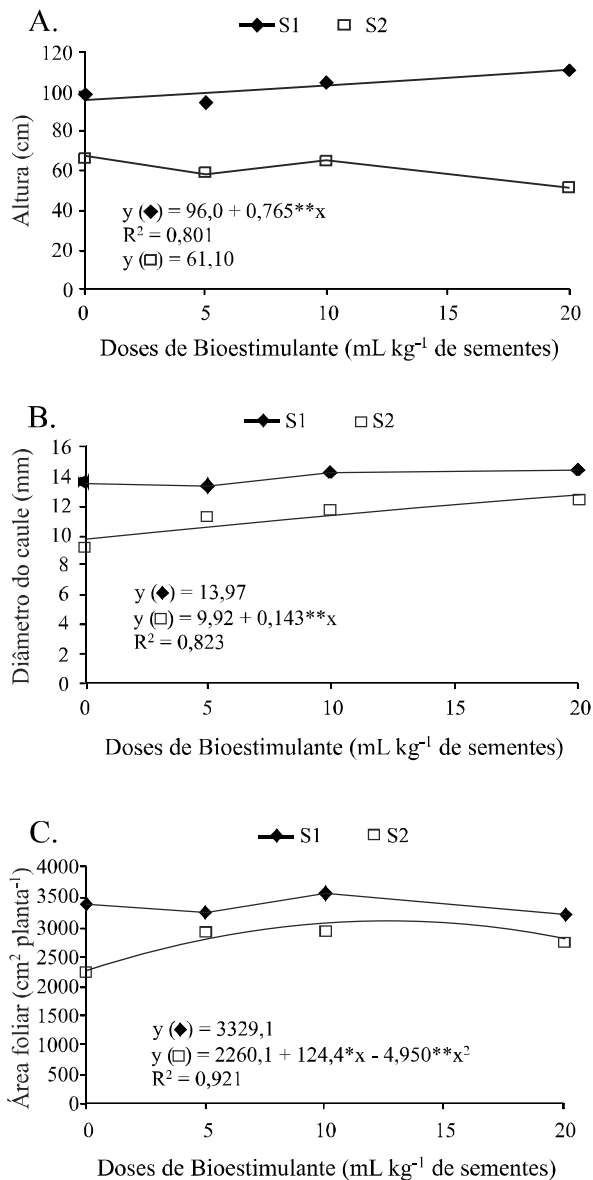 A.
S1 S2
120
100
80
60
40
20
0
Altura (cm)
y (◆) = 96,0 + 0,765**x
R² = 0,801
y (□) = 61,10
0 5 10 15 20
Doses de Bioestimulante (mL kg⁻¹ de sementes)
B.
S1 S2
16
14
12
10
8
6
4
2
0
Diâmetro do caule (mm)
y (◆) = 13,97
y (□) = 9,92 + 0,143**x
R² = 0,823
0 5 10 15 20
Doses de Bioestimulante (mL kg⁻¹ de sementes)
C.
S1 S2
4000
3500
3000
2500
2000
1500
1000
500
0
Área foliar (cm² planta⁻¹)
y (◆) = 3329,1
y (□) = 2260,1 + 124,4*x - 4,950**x²
R² = 0,921
0 5 10 15 20
Doses de Bioestimulante (mL kg⁻¹ de sementes)